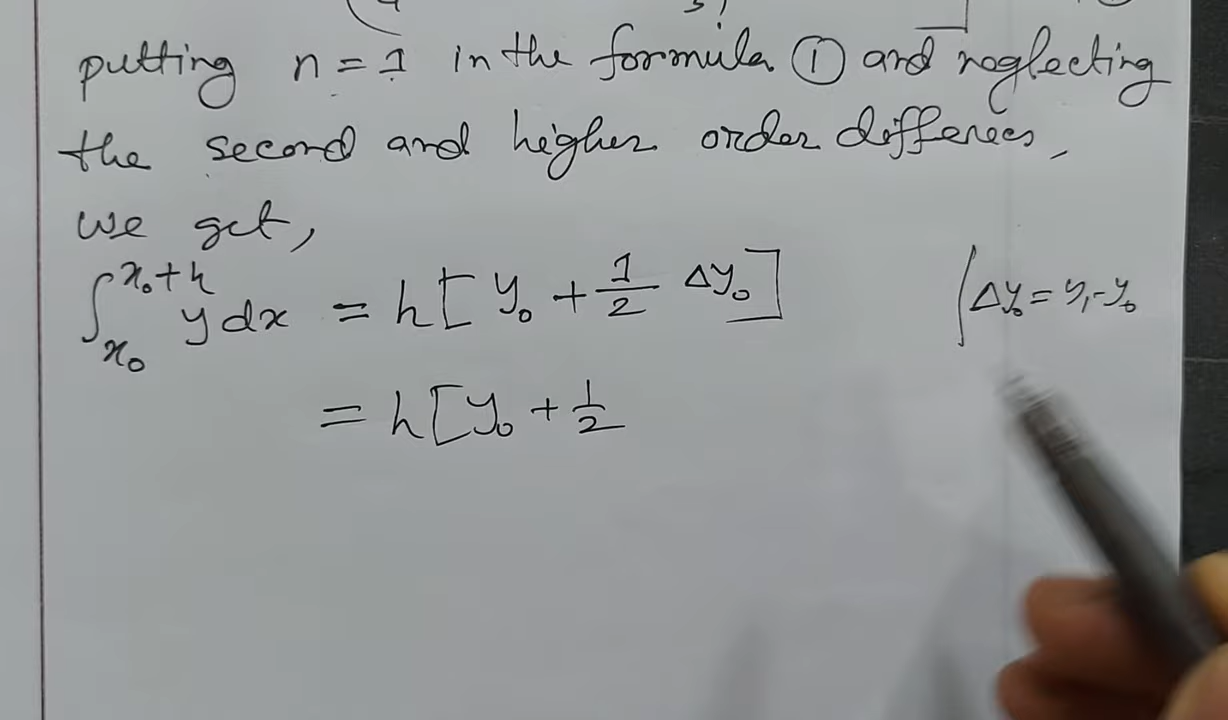 putting n = 1 in the formula ① and neglecting
the second and higher order differeces,
we get,
∫_{x₀}^{x₀+h} y dx = h[y₀ + 1/2 Δy₀]
Δy₀ = y₁-y₀
= h[y₀ + 1/2